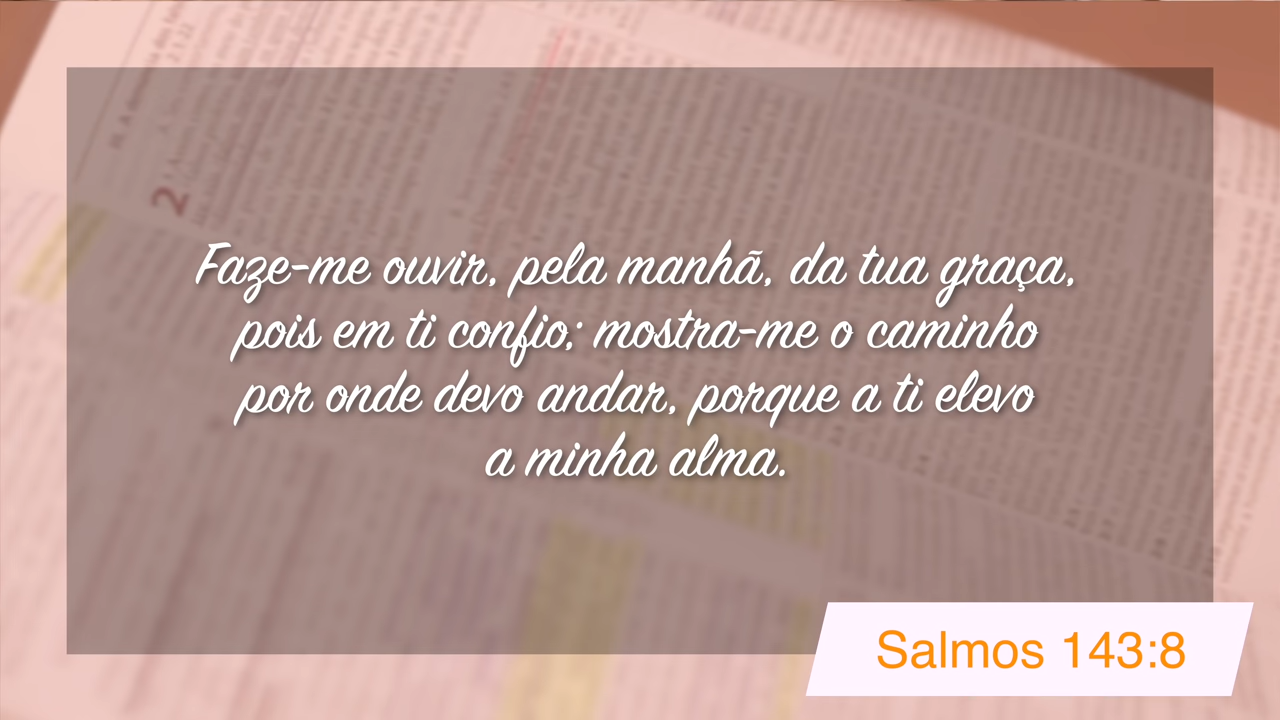 Faze-me ouvir, pela manhã, da tua graça,
pois em ti confio; mostra-me o caminho
por onde devo andar, porque a ti elevo
a minha alma.
Salmos 143:8
2